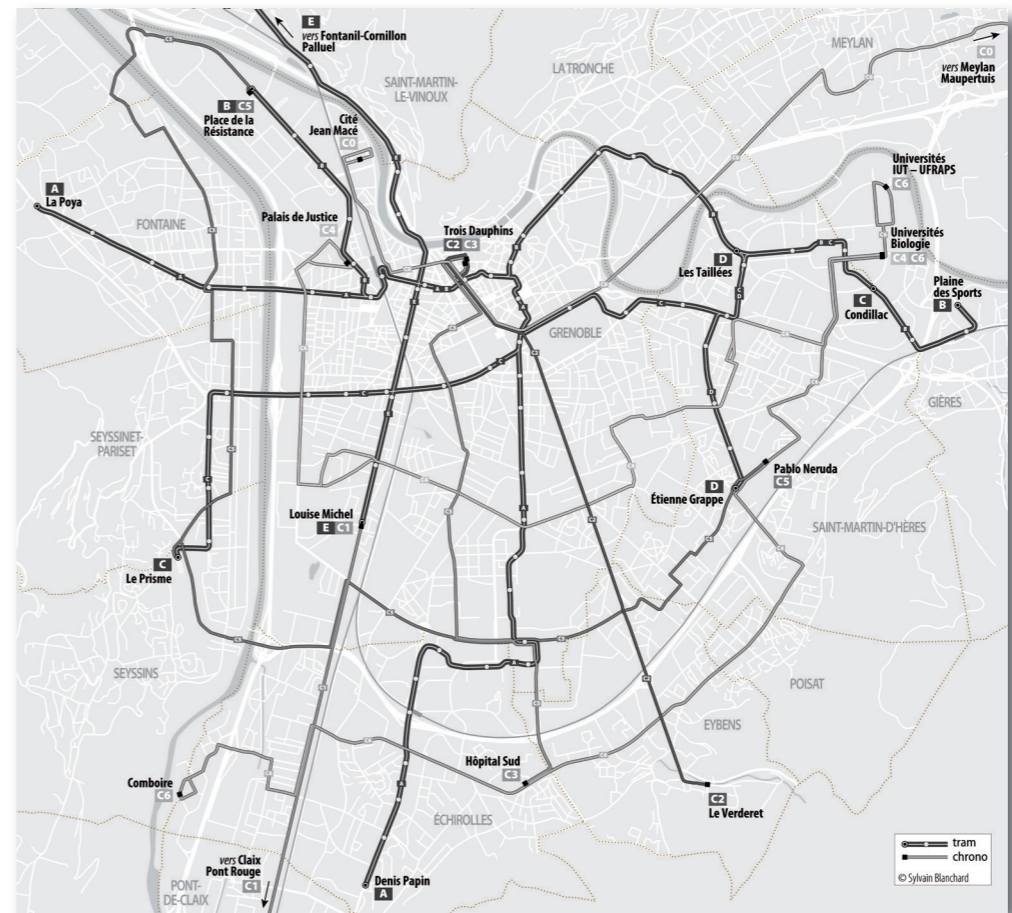 E
vers Fontanil-Cornillon
Palluel
MEYLAN
C0
vers Meylan
Maupertuis
LA TRONCHE
SAINT-MARTIN-
LE-VINOUX
B C5
Place de la
Résistance
Cité
Jean Macé
C0
Universités
IUT – UFRAPS
C6
A
La Poya
FONTAINE
Palais de Justice
C4
Trois Dauphins
C2 C3
Universités
Biologie
C4 C6
D
Les Taillées
Plaine
des Sports
B
C
Condillac
GRENOBLE
GIÈRES
SEYSSINET-
PARISET
Pablo Neruda
C5
D
Étienne Grappe
Louise Michel
E C1
SAINT-MARTIN-D'HÈRES
C
Le Prisme
SEYSSINS
POISAT
EYBENS
Hôpital Sud
C3
Comboire
C6
C2
Le Verderet
ÉCHIROLLES
tram
chrono
© Sylvain Blanchard
vers Claix
Pont Rouge
C1
Denis Papin
A
PONT-
DE-CLAIX